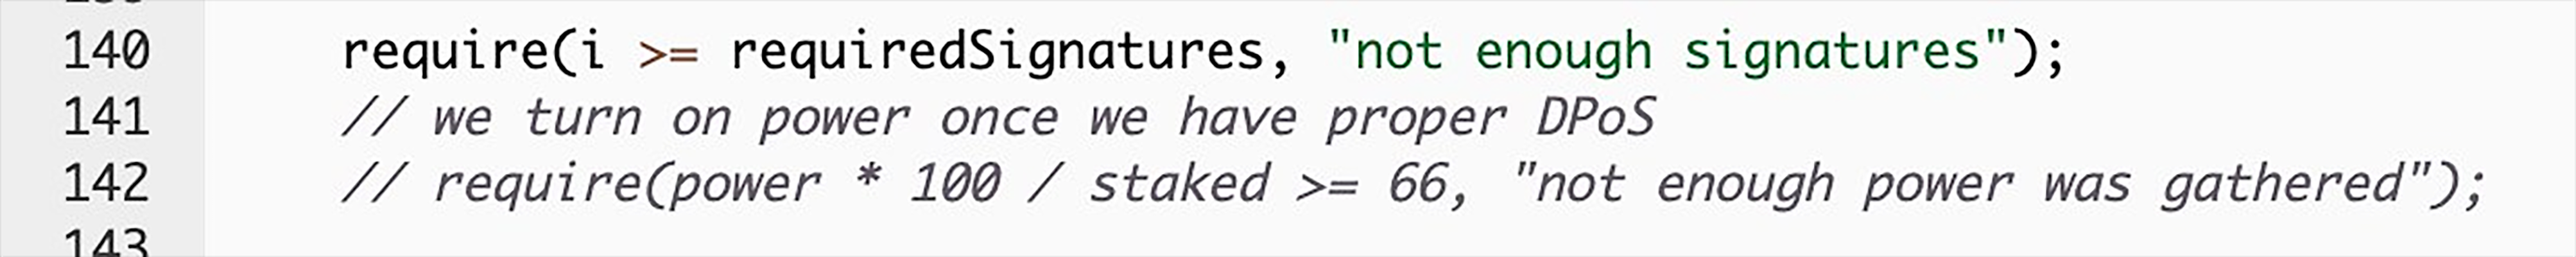 140 require(i >= requiredSignatures, "not enough signatures");
141 // we turn on power once we have proper DPoS
142 // require(power * 100 / staked >= 66, "not enough power was gathered");
143